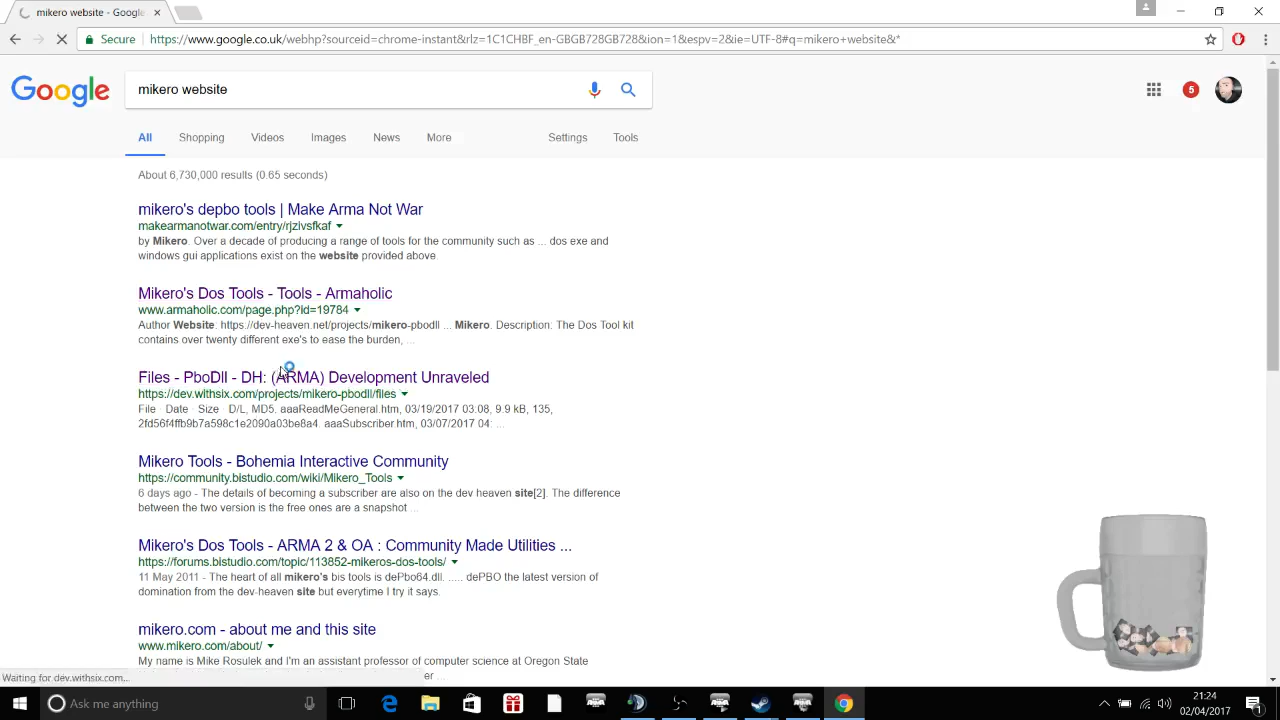 mikero website - Google.
Secure
https://www.google.co.uk/webhp?sourceid=chrome-instant&rlz=1C1CHBF_en-GBGB728GB728&ion=1&espv=2&ie=UTF-8#q=mikero+website&*
Google
mikero website
5
All Shopping Videos Images News More Settings Tools
About 6,730,000 results (0.65 seconds)
mikero's depbo tools | Make Arma Not War
makearmanotwar.com/entry/rjzivsfkaf
by Mikero. Over a decade of producing a range of tools for the community such as ... dos exe and
windows gui applications exist on the website provided above.
Mikero's Dos Tools - Tools - Armaholic
www.armaholic.com/page.php?id=19784
Author Website: https://dev-heaven.net/projects/mikero-pbodll ... Mikero. Description: The Dos Tool kit
contains over twenty different exe's to ease the burden, ...
Files - PboDll - DH: (ARMA) Development Unraveled
https://dev.withsix.com/projects/mikero-pbodll/files
File · Date · Size · D/L, MD5. aaaReadMeGeneral.htm, 03/19/2017 03:08, 9.9 kB, 135,
2fd56f4ffb9b7a598c1e2090a03be8a4. aaaSubscriber.htm, 03/07/2017 04: ...
Mikero Tools - Bohemia Interactive Community
https://community.bistudio.com/wiki/Mikero_Tools
6 days ago - The details of becoming a subscriber are also on the dev heaven site[2]. The difference
between the two version is the free ones are a snapshot ...
Mikero's Dos Tools - ARMA 2 & OA : Community Made Utilities ...
https://forums.bistudio.com/topic/113852-mikeros-dos-tools/
11 May 2011 - The heart of all mikero's bis tools is dePbo64.dll. ..... dePBO the latest version of
domination from the dev-heaven site but everytime I try it says.
mikero.com - about me and this site
www.mikero.com/about/
My name is Mike Rosulek and I'm an assistant professor of computer science at Oregon State
er ...
Waiting for dev.withsix.com...
Ask me anything
21:24
02/04/2017
1